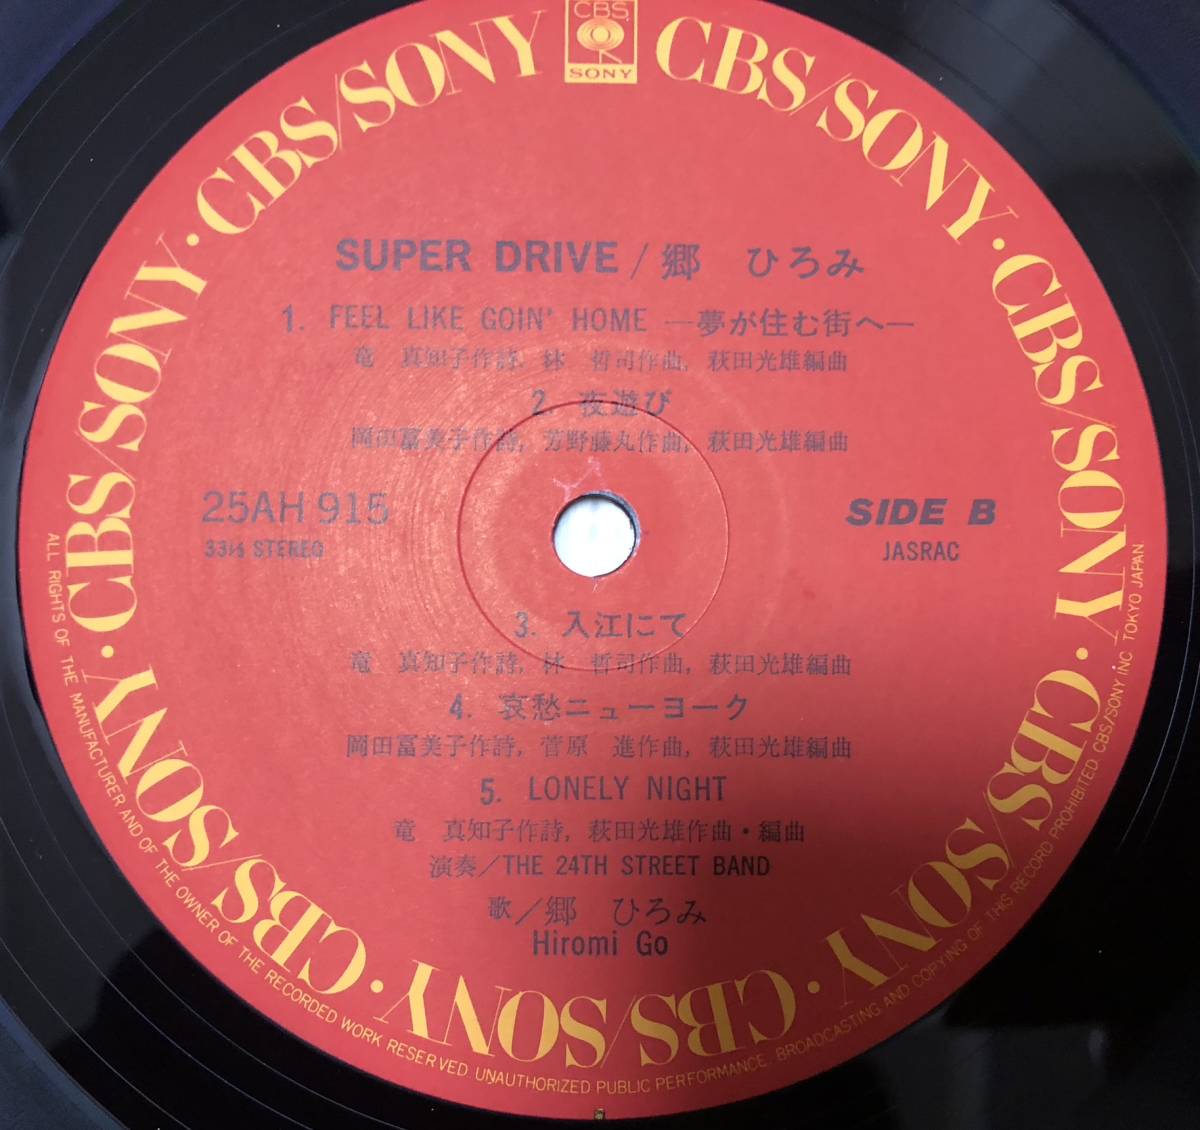 CBS
SONY
CBS/SONY · CBS/SONY · CBS/SONY · CBS/SONY · CBS/SONY · CBS/SONY · CBS/SONY · CBS/SONY
SUPER DRIVE / 郷 ひろみ
1. FEEL LIKE GOIN' HOME —夢が住む街へ—
竜 真知子作詩, 林 哲司作曲, 萩田光雄編曲
2. 夜遊び
岡田冨美子作詩, 芳野藤丸作曲, 萩田光雄編曲
25AH 915
33⅓ STEREO
SIDE B
JASRAC
3. 入江にて
竜 真知子作詩, 林 哲司作曲, 萩田光雄編曲
4. 哀愁ニューヨーク
岡田冨美子作詩, 菅原 進作曲, 萩田光雄編曲
5. LONELY NIGHT
竜 真知子作詩, 萩田光雄作曲・編曲
演奏/THE 24TH STREET BAND
歌/郷 ひろみ
Hiromi Go
ALL RIGHTS OF THE MANUFACTURER AND OF THE OWNER OF THE RECORDED WORK RESERVED UNAUTHORIZED PUBLIC PERFORMANCE, BROADCASTING AND COPYING OF THIS RECORD PROHIBITED CBS/SONY INC. TOKYO JAPAN